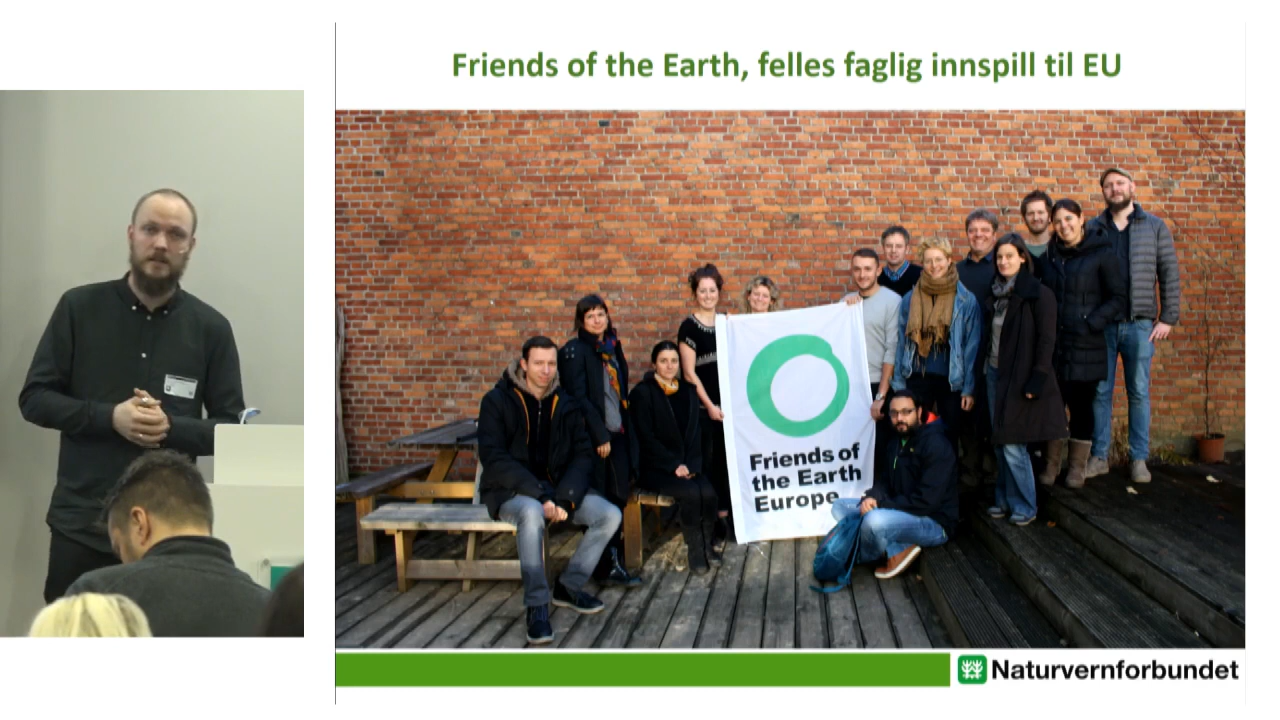 Friends of the Earth, felles faglig innspill til EU
Friends of
the Earth
Europe
Naturvernforbundet